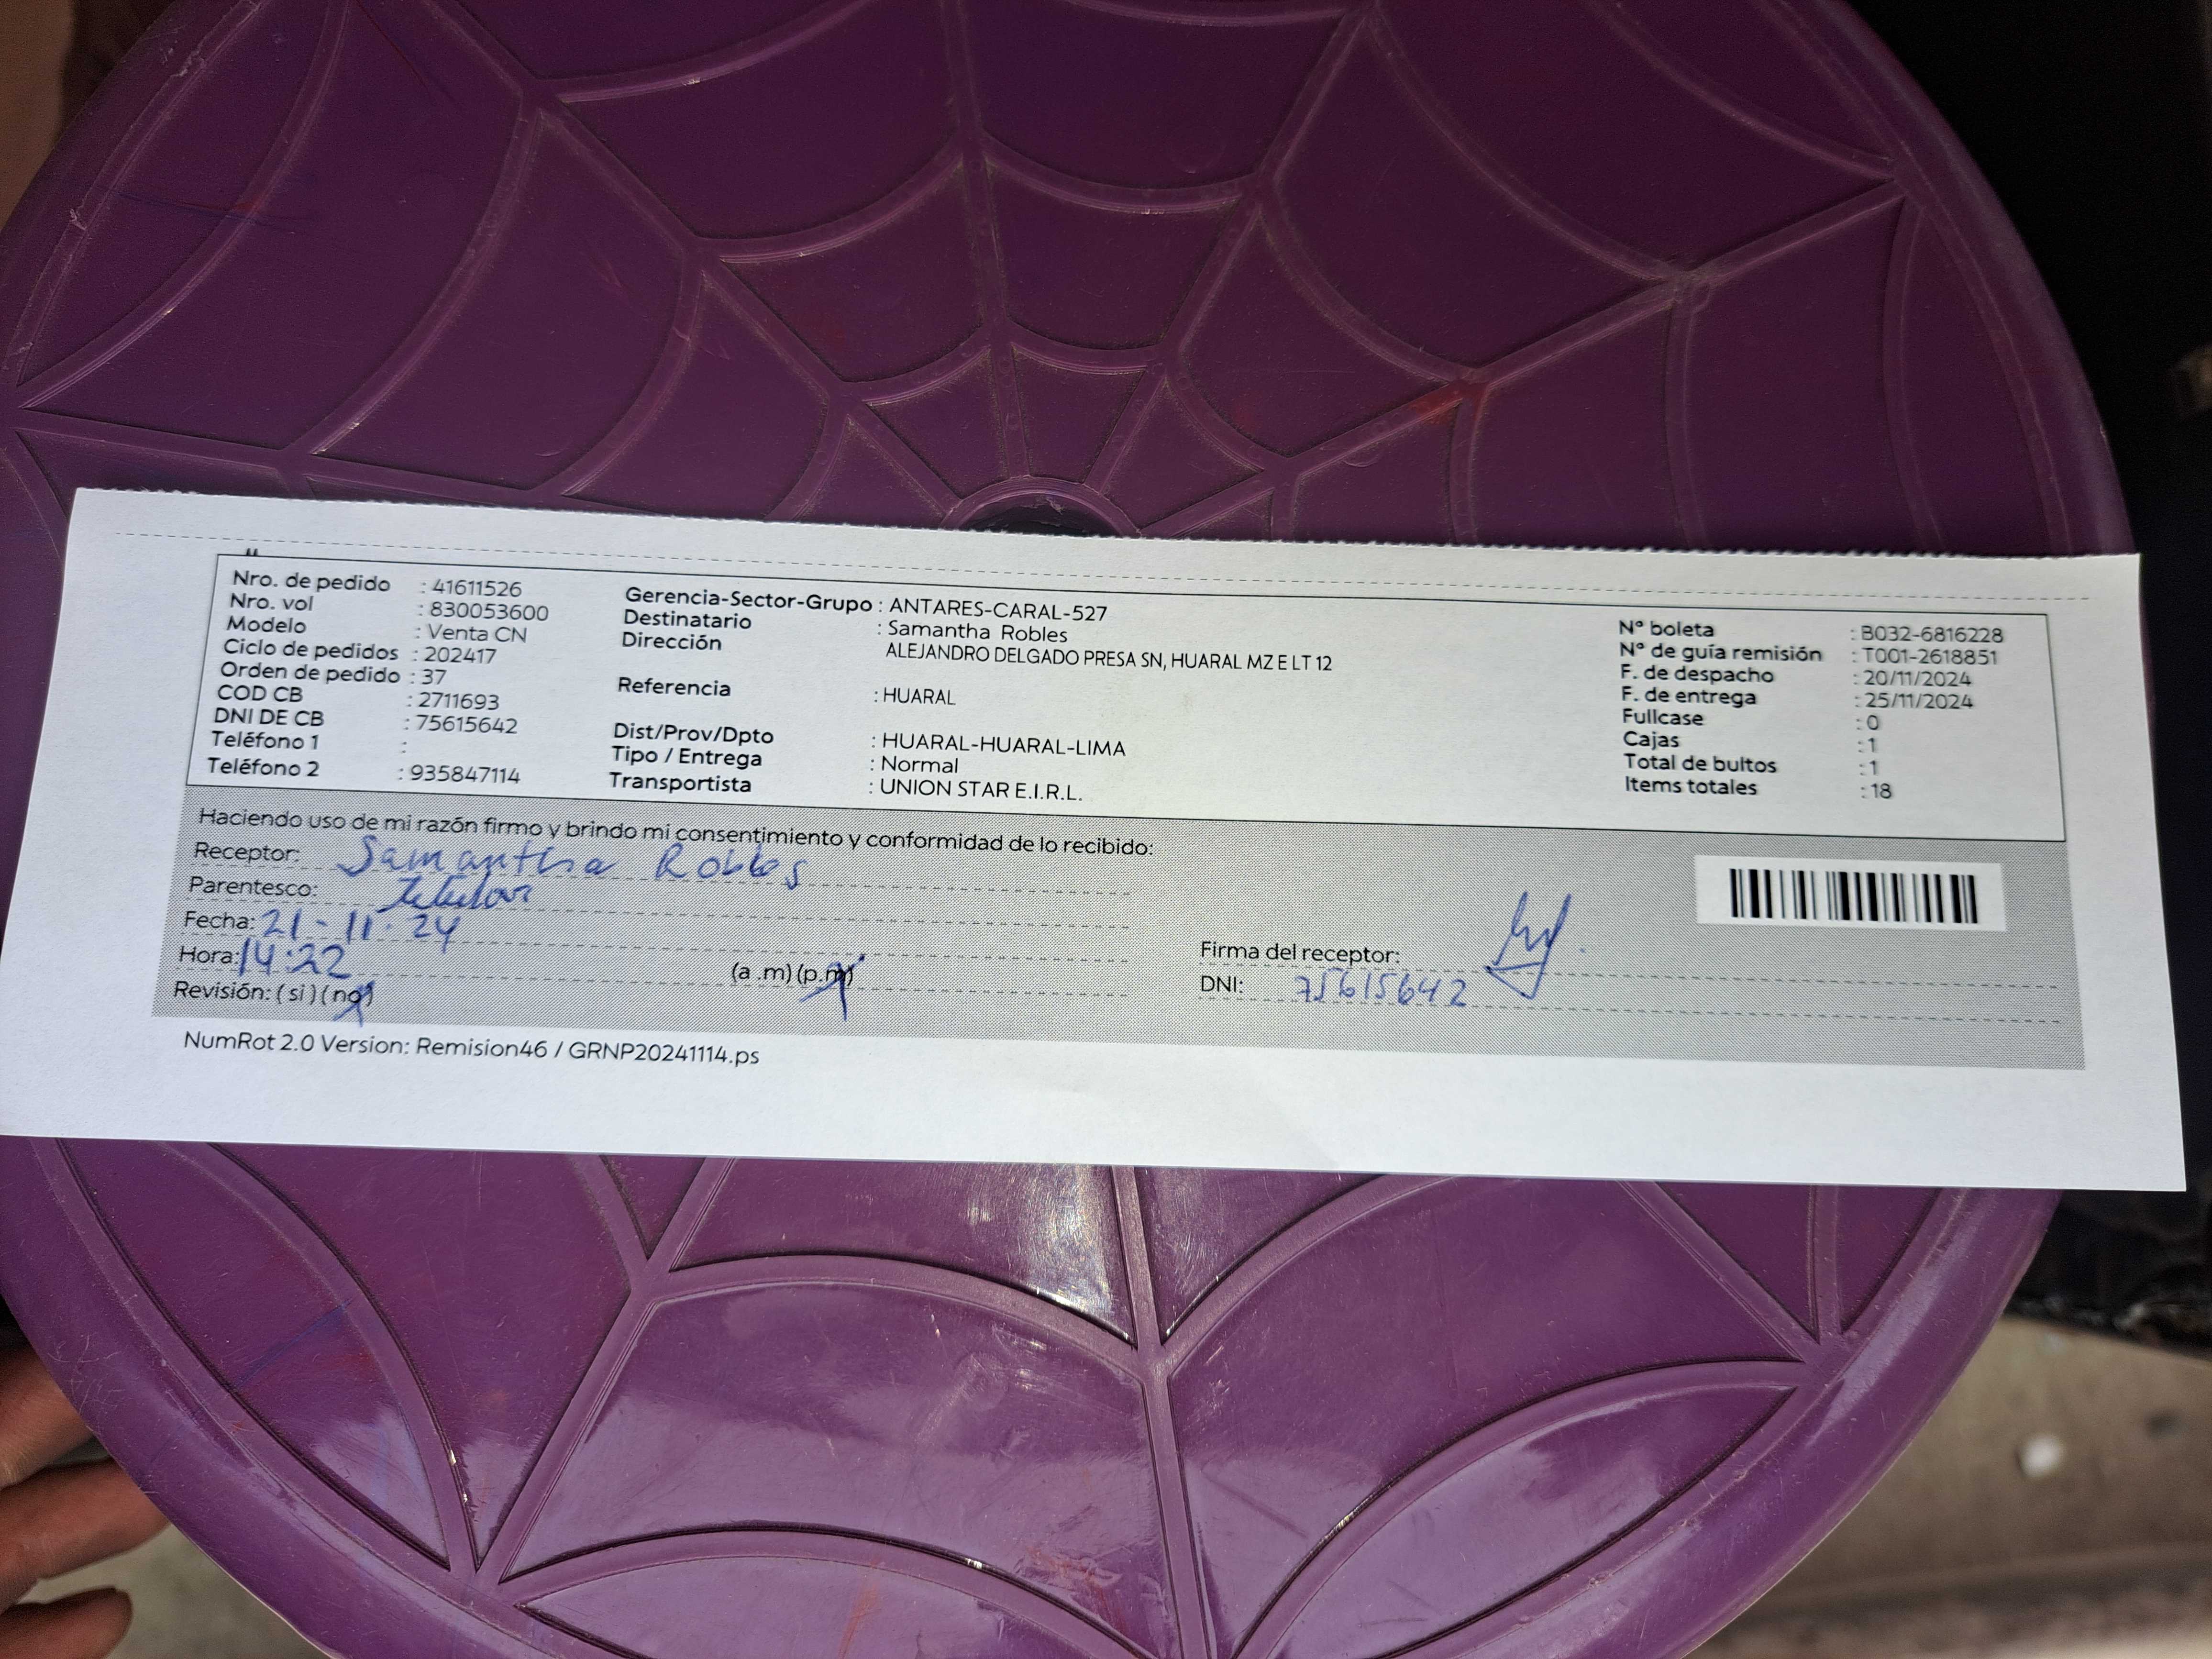 Nro. de pedido : 41611526
Nro. vol : 830053600
Modelo : Venta CN
Ciclo de pedidos : 202417
Orden de pedido : 37
COD CB : 2711693
DNI DE CB : 75615642
Teléfono 1 :
Teléfono 2 : 935847114
Gerencia-Sector-Grupo : ANTARES-CARAL-527
Destinatario : Samantha Robles
Dirección ALEJANDRO DELGADO PRESA SN, HUARAL MZ E LT 12
Referencia : HUARAL
Dist/Prov/Dpto : HUARAL-HUARAL-LIMA
Tipo / Entrega : Normal
Transportista : UNION STAR E.I.R.L.
N° boleta : B032-6816228
N° de guía remisión : T001-2618851
F. de despacho : 20/11/2024
F. de entrega : 25/11/2024
Fullcase : 0
Cajas : 1
Total de bultos : 1
Items totales : 18
Haciendo uso de mi razón firmo y brindo mi consentimiento y conformidad de lo recibido:
Receptor: Samantha Robles
Parentesco:
Fecha: 21-11-24
Hora: 14:22 (a .m) (p.m)
Revisión: ( si ) ( no )
Firma del receptor:
DNI: 75615642
NumRot 2.0 Version: Remision46 / GRNP20241114.ps